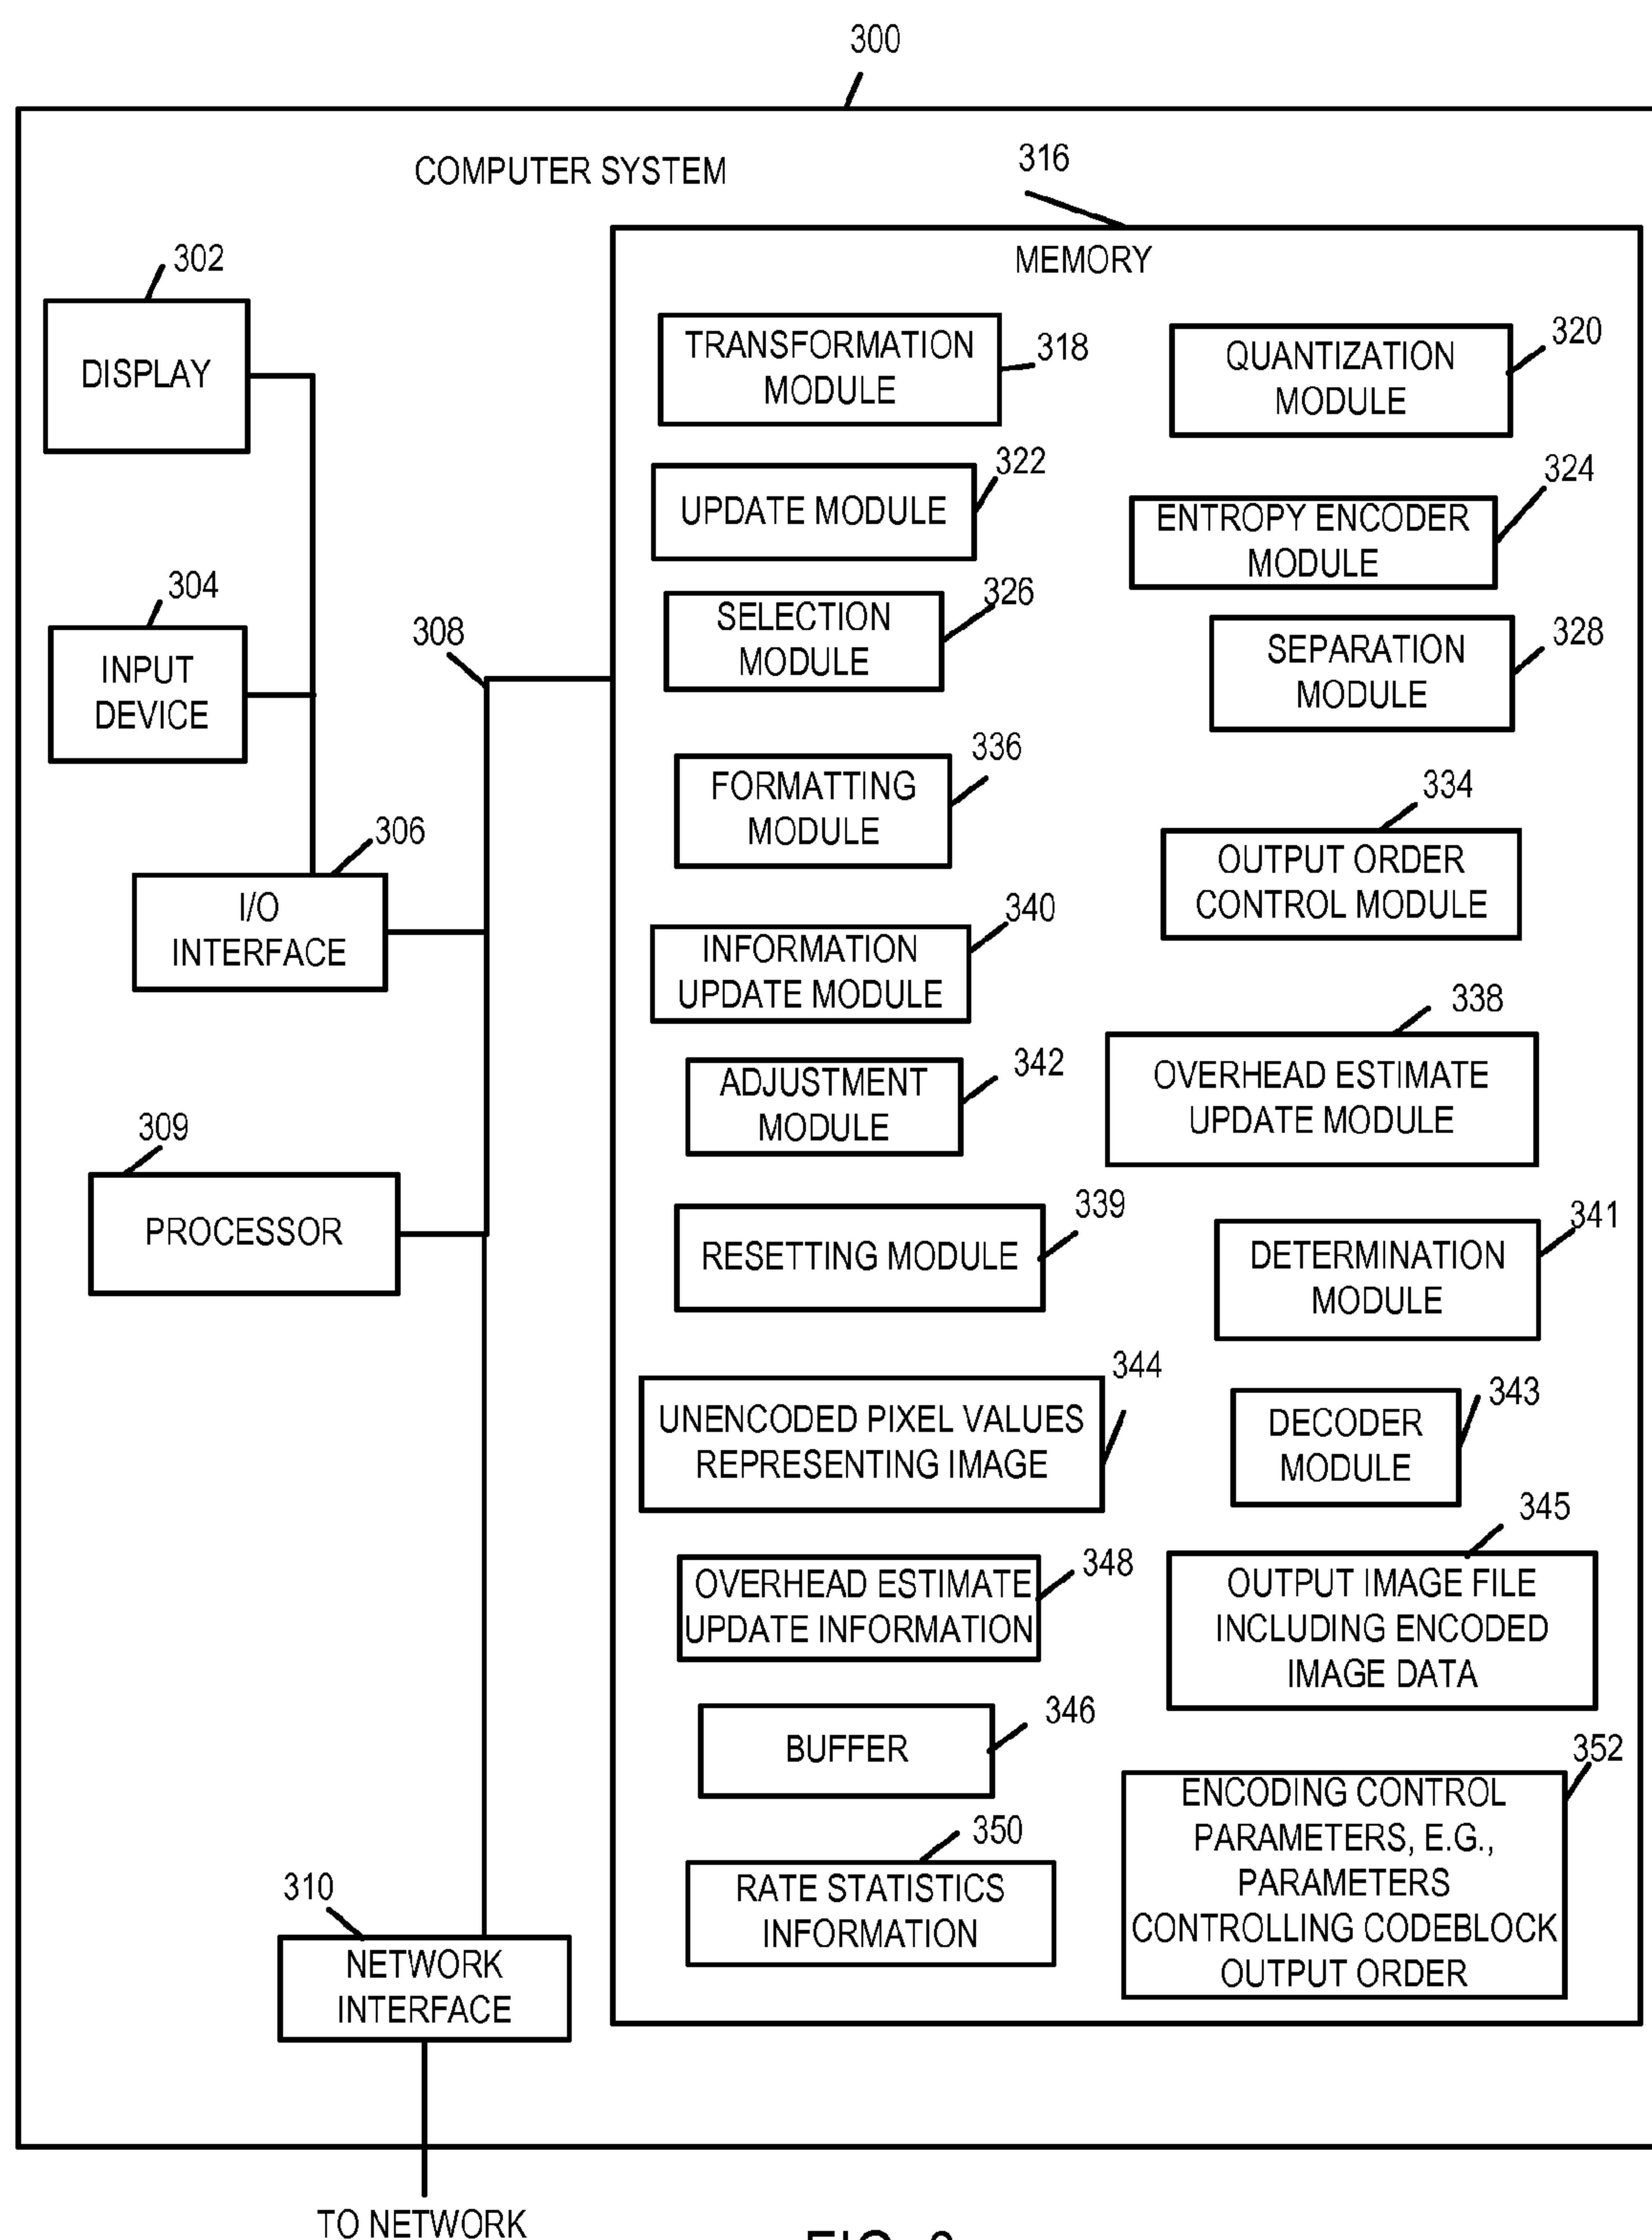 300
COMPUTER SYSTEM
316
MEMORY
302
DISPLAY
304
INPUT
DEVICE
308
306
I/O
INTERFACE
309
PROCESSOR
310
NETWORK
INTERFACE
TO NETWORK
TRANSFORMATION
MODULE
318
QUANTIZATION
MODULE
320
UPDATE MODULE
322
ENTROPY ENCODER
MODULE
324
SELECTION
MODULE
326
SEPARATION
MODULE
328
FORMATTING
MODULE
336
OUTPUT ORDER
CONTROL MODULE
334
INFORMATION
UPDATE MODULE
340
OVERHEAD ESTIMATE
UPDATE MODULE
338
ADJUSTMENT
MODULE
342
RESETTING MODULE
339
DETERMINATION
MODULE
341
UNENCODED PIXEL VALUES
REPRESENTING IMAGE
344
DECODER
MODULE
343
OVERHEAD ESTIMATE
UPDATE INFORMATION
348
OUTPUT IMAGE FILE
INCLUDING ENCODED
IMAGE DATA
345
BUFFER
346
RATE STATISTICS
INFORMATION
350
ENCODING CONTROL
PARAMETERS, E.G.,
PARAMETERS
CONTROLLING CODEBLOCK
OUTPUT ORDER
352
FIG.